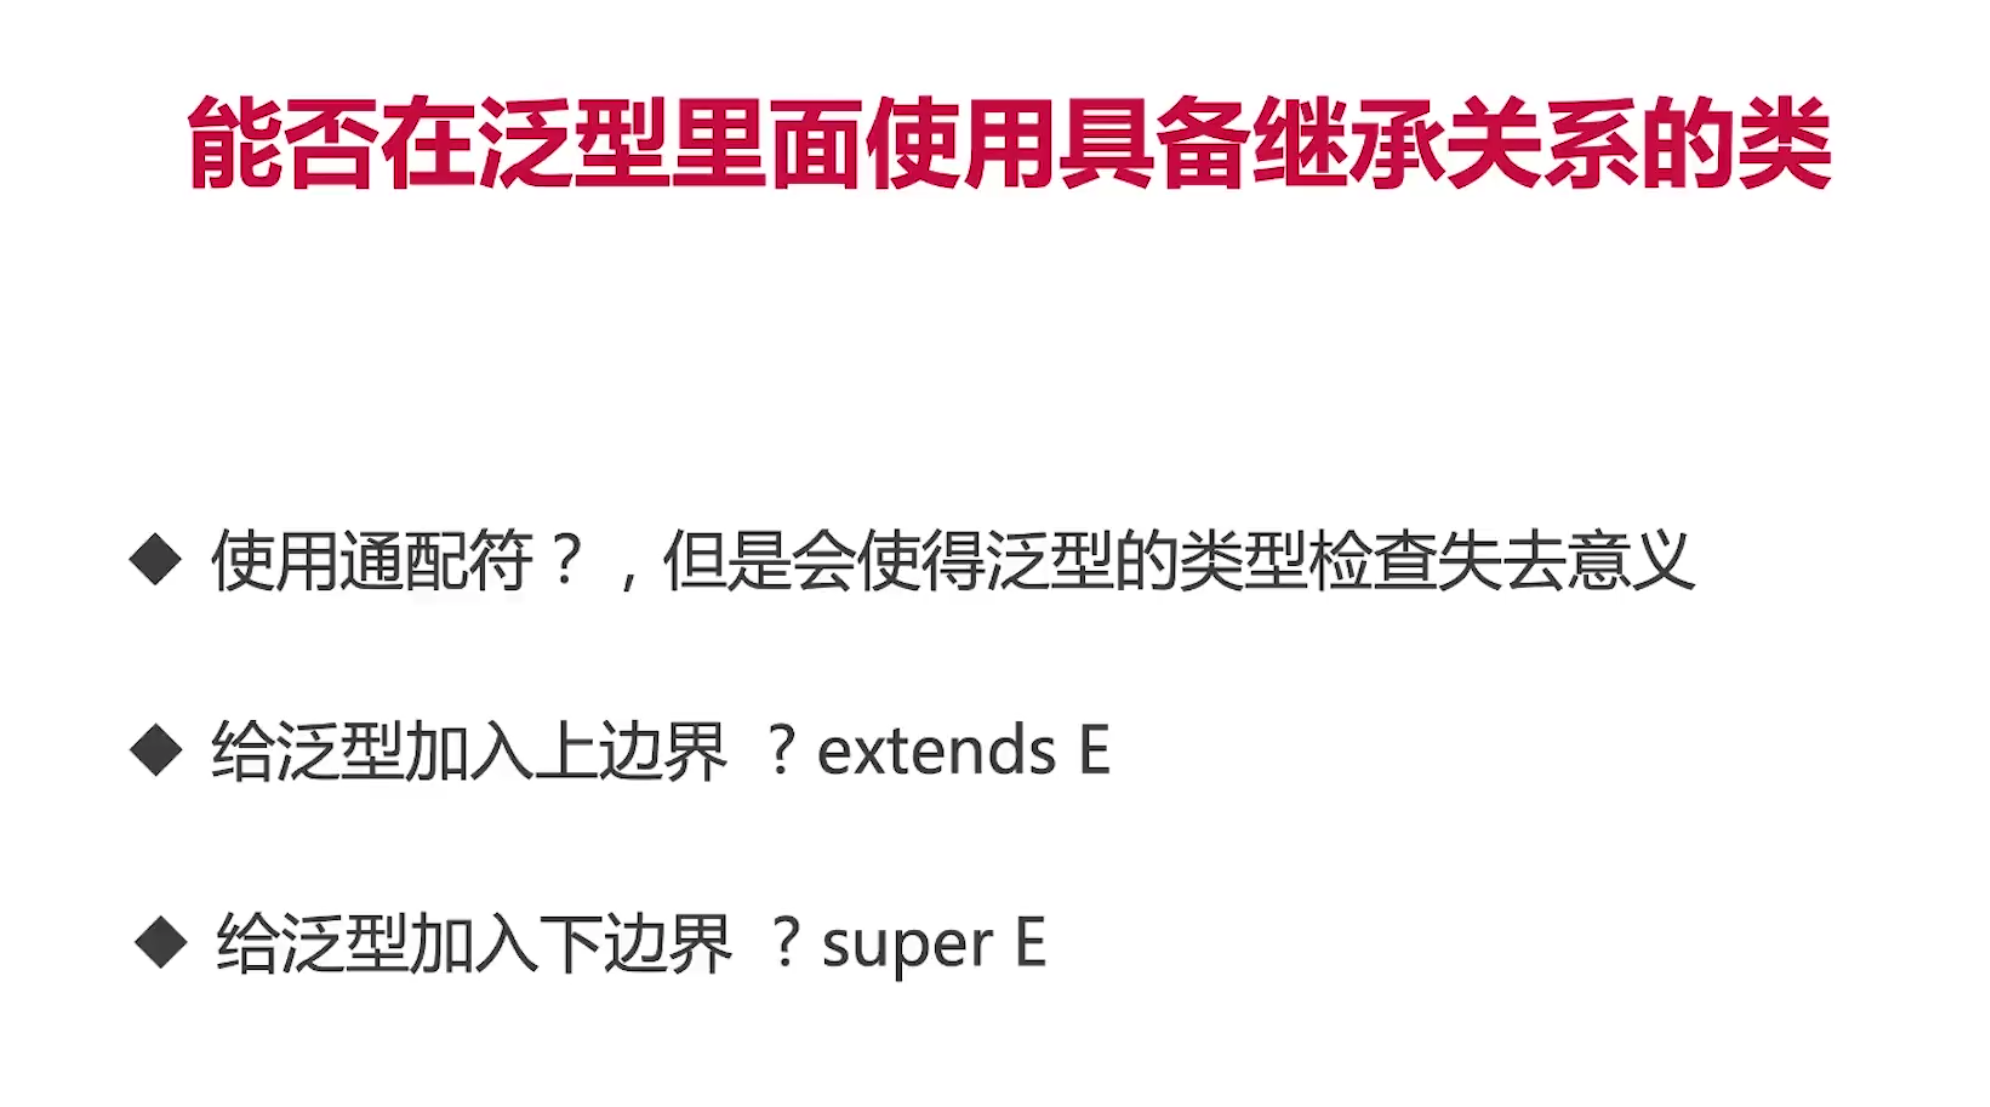 能否在泛型里面使用具备继承关系的类
◆ 使用通配符？，但是会使得泛型的类型检查失去意义
◆ 给泛型加入上边界 ？extends E
◆ 给泛型加入下边界 ？super E